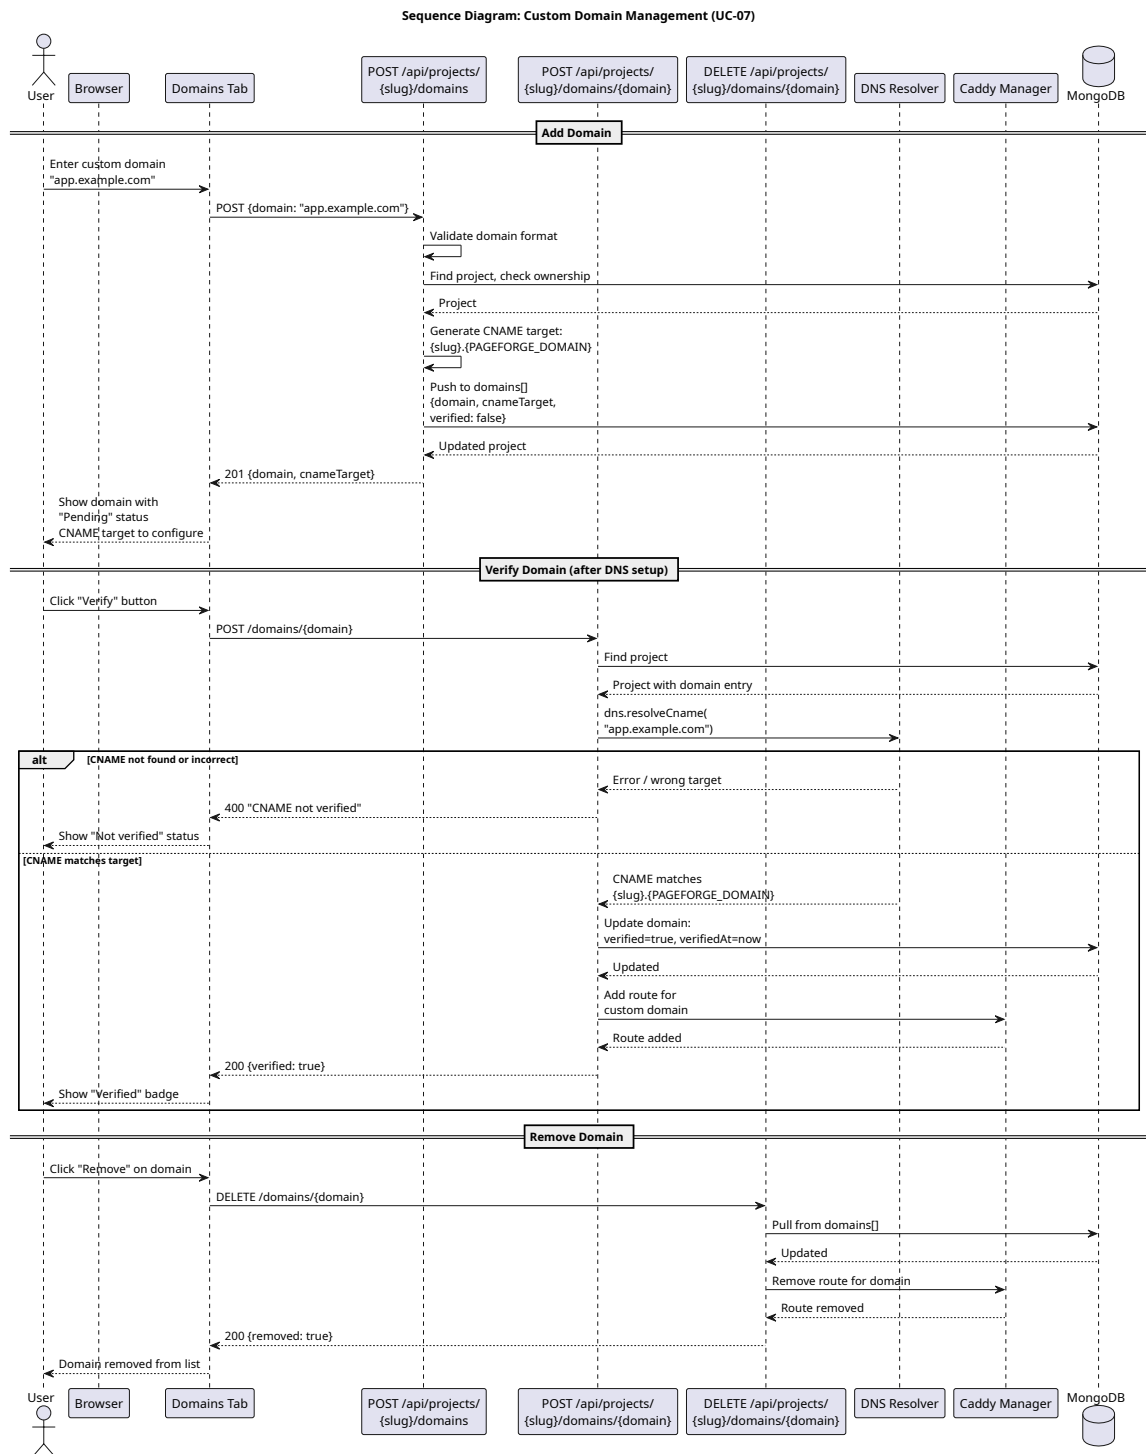 Sequence Diagram: Custom Domain Management (UC-07)
User
Browser
Domains Tab
POST /api/projects/
{slug}/domains
POST /api/projects/
{slug}/domains/{domain}
DELETE /api/projects/
{slug}/domains/{domain}
DNS Resolver
Caddy Manager
MongoDB
Add Domain
Enter custom domain
"app.example.com"
POST {domain: "app.example.com"}
Validate domain format
Find project, check ownership
Project
Generate CNAME target:
{slug}.{PAGEFORGE_DOMAIN}
Push to domains[]
{domain, cnameTarget,
verified: false}
Updated project
201 {domain, cnameTarget}
Show domain with
"Pending" status
CNAME target to configure
Verify Domain (after DNS setup)
Click "Verify" button
POST /domains/{domain}
Find project
Project with domain entry
dns.resolveCname(
"app.example.com")
alt
[CNAME not found or incorrect]
Error / wrong target
400 "CNAME not verified"
Show "Not verified" status
[CNAME matches target]
CNAME matches
{slug}.{PAGEFORGE_DOMAIN}
Update domain:
verified=true, verifiedAt=now
Updated
Add route for
custom domain
Route added
200 {verified: true}
Show "Verified" badge
Remove Domain
Click "Remove" on domain
DELETE /domains/{domain}
Pull from domains[]
Updated
Remove route for domain
Route removed
200 {removed: true}
Domain removed from list
User
Browser
Domains Tab
POST /api/projects/
{slug}/domains
POST /api/projects/
{slug}/domains/{domain}
DELETE /api/projects/
{slug}/domains/{domain}
DNS Resolver
Caddy Manager
MongoDB